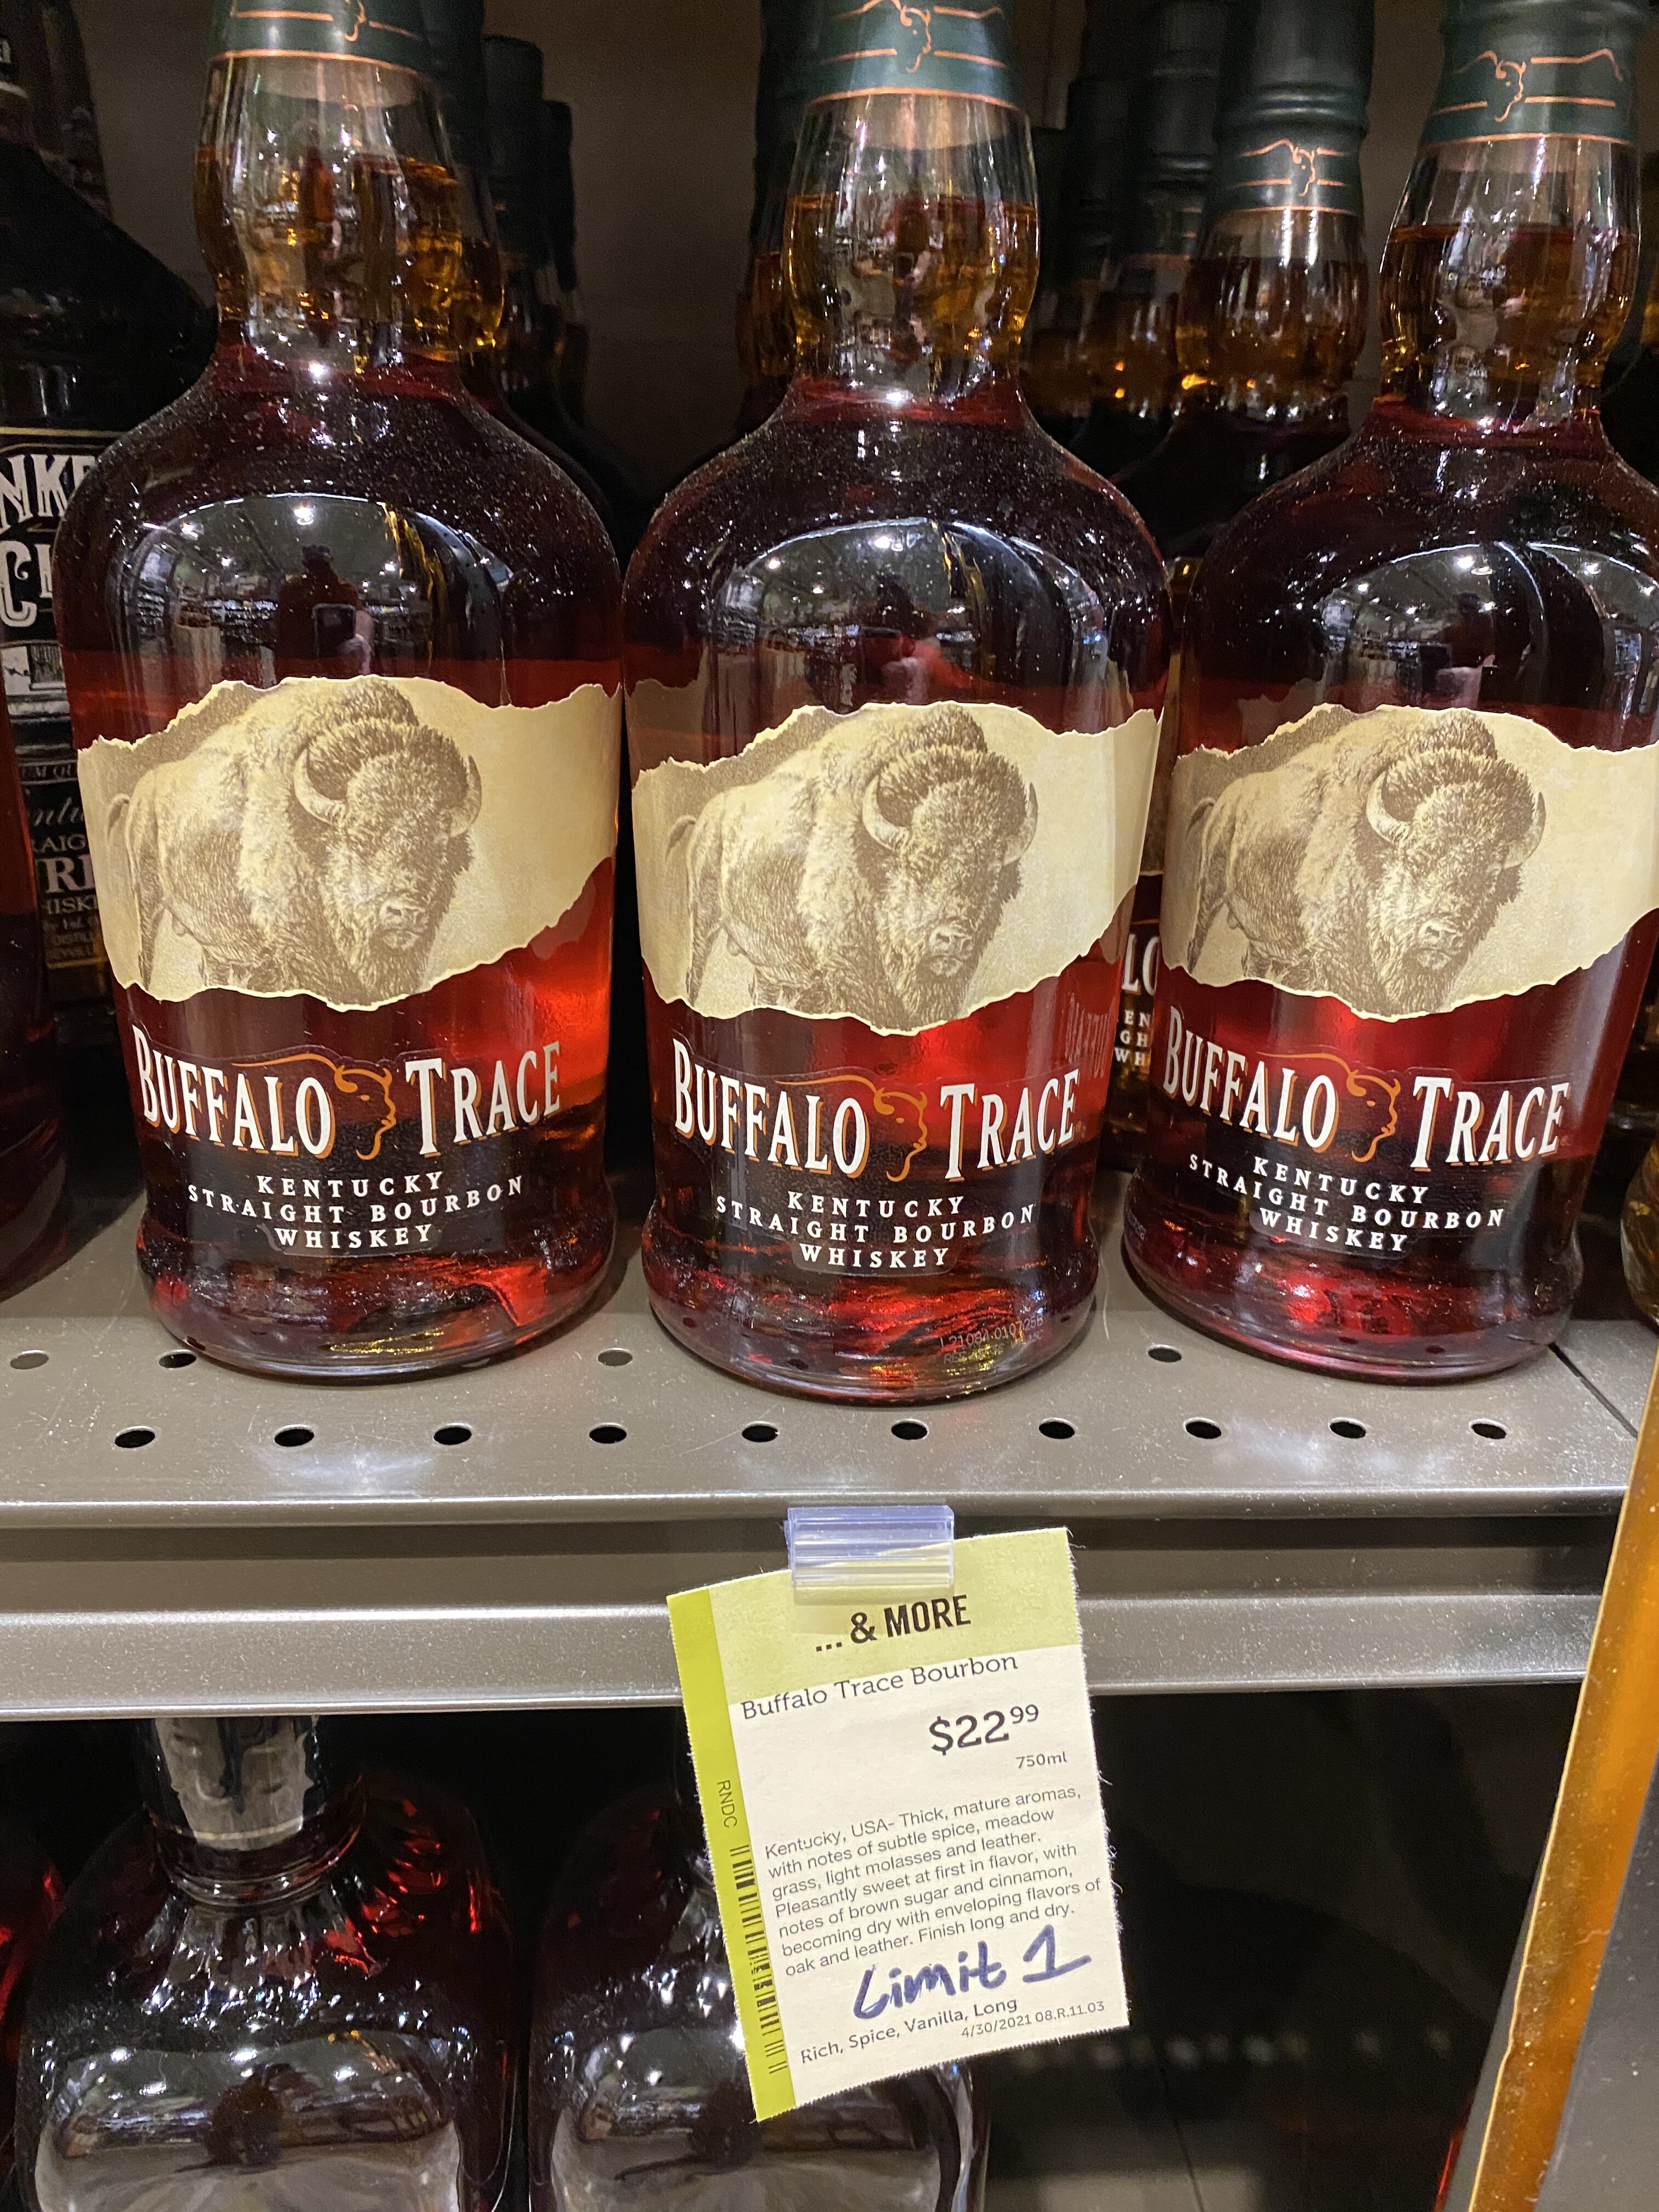 BUFFALO TRACE
KENTUCKY
STRAIGHT BOURBON
WHISKEY
BUFFALO TRACE
KENTUCKY
STRAIGHT BOURBON
WHISKEY
BUFFALO TRACE
KENTUCKY
STRAIGHT BOURBON
WHISKEY
... & MORE
Buffalo Trace Bourbon
$22.99
750ml
RNDC
Kentucky, USA- Thick, mature aromas,
with notes of subtle spice, meadow
grass, light molasses and leather.
Pleasantly sweet at first in flavor, with
notes of brown sugar and cinnamon,
becoming dry with enveloping flavors of
oak and leather. Finish long and dry.
Limit 1
Rich, Spice, Vanilla, Long
4/30/2021 08.R.11.03